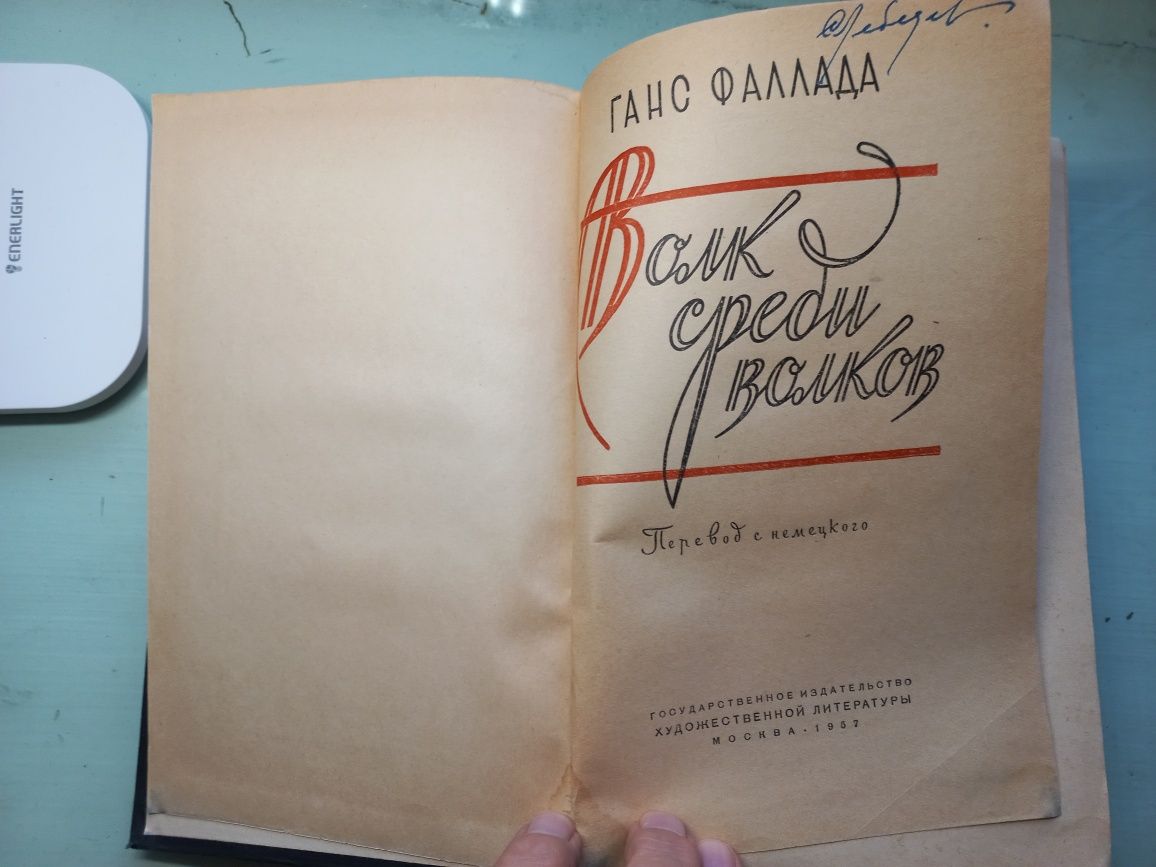 ENERLIGHT
ГАНС ФАЛЛАДА
Волк
среди
волков
Перевод с немецкого
ГОСУДАРСТВЕННОЕ ИЗДАТЕЛЬСТВО
ХУДОЖЕСТВЕННОЙ ЛИТЕРАТУРЫ
МОСКВА · 1957